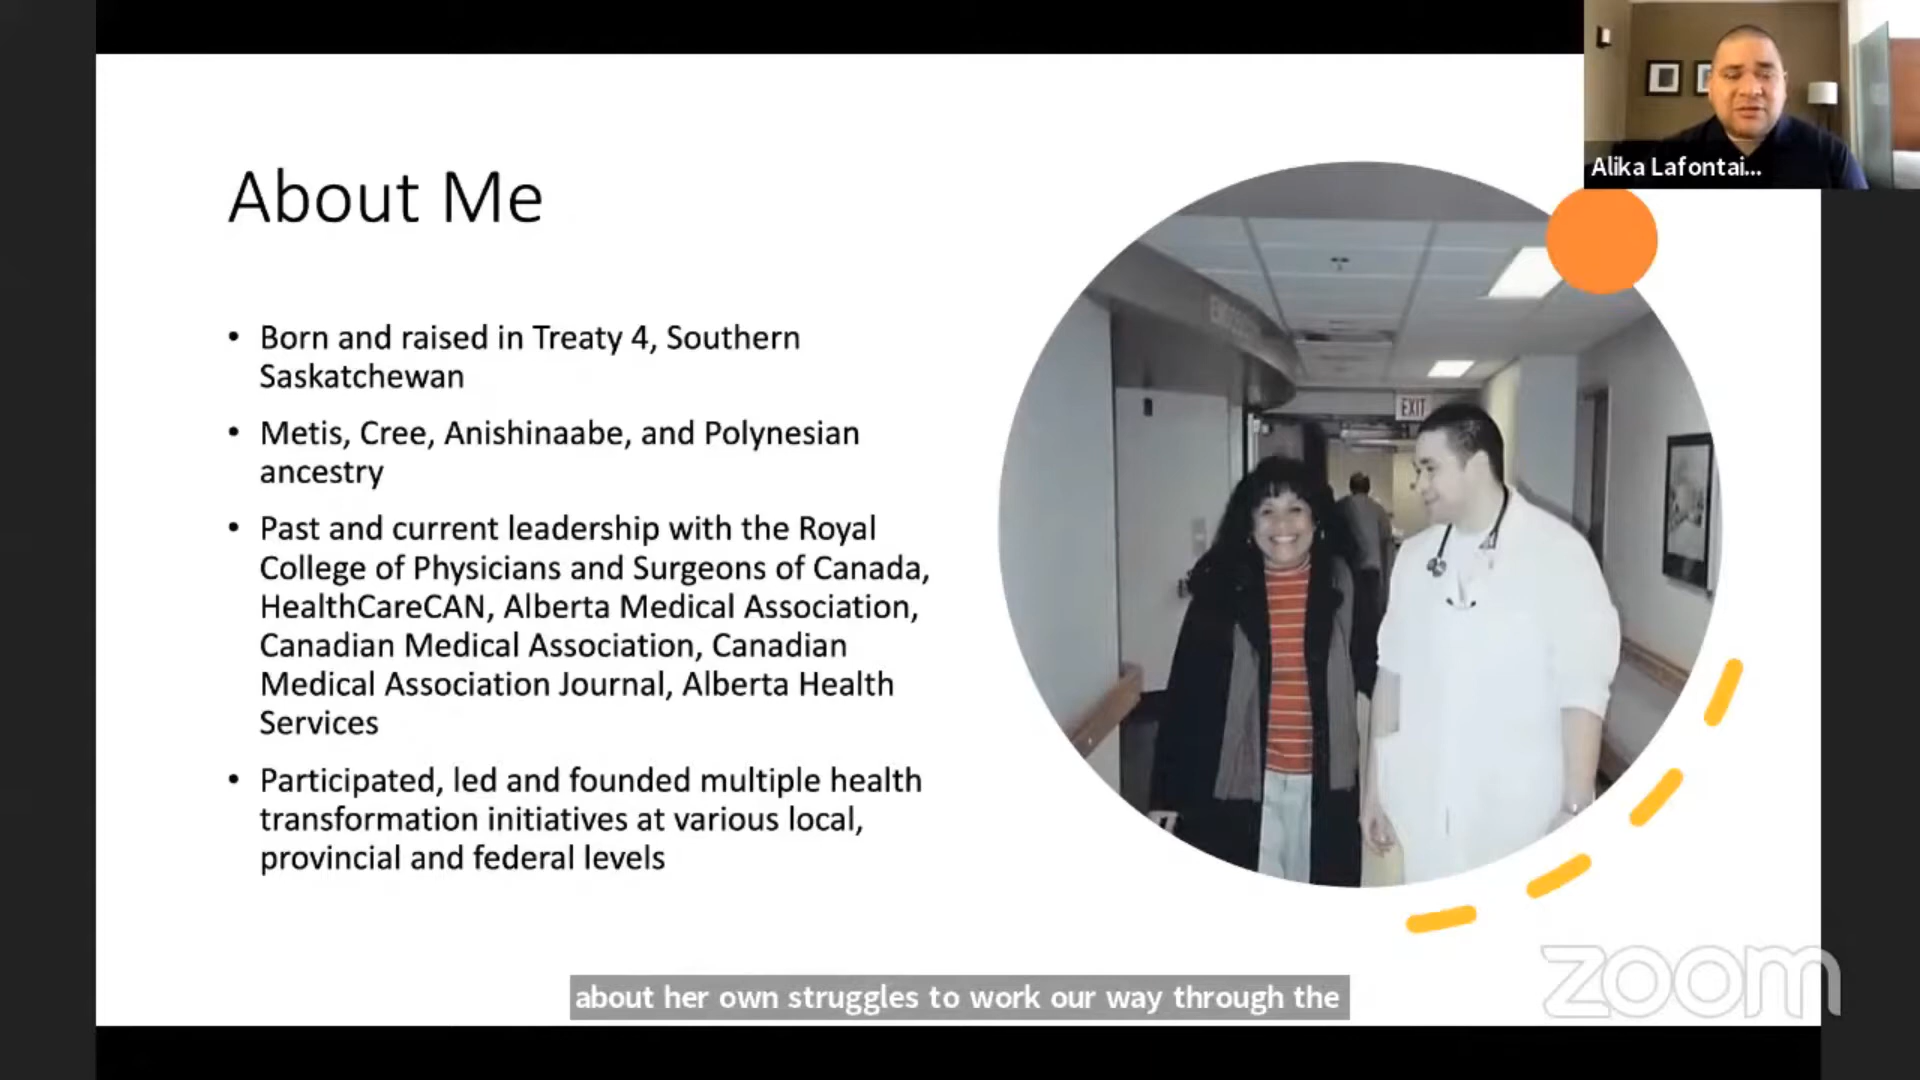 Alika Lafontai...
About Me
• Born and raised in Treaty 4, Southern
Saskatchewan
• Metis, Cree, Anishinaabe, and Polynesian
ancestry
• Past and current leadership with the Royal
College of Physicians and Surgeons of Canada,
HealthCareCAN, Alberta Medical Association,
Canadian Medical Association, Canadian
Medical Association Journal, Alberta Health
Services
• Participated, led and founded multiple health
transformation initiatives at various local,
provincial and federal levels
EXIT
about her own struggles to work our way through the
zoom